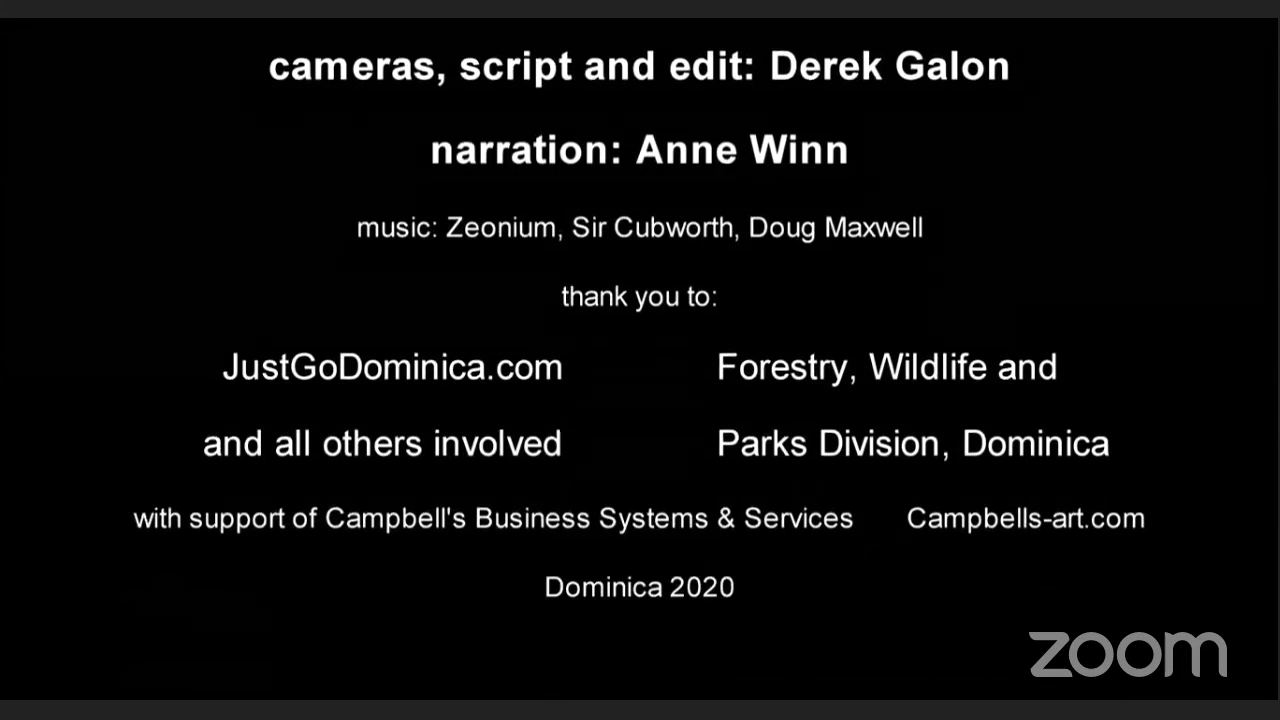 cameras, script and edit: Derek Galon
narration: Anne Winn
music: Zeonium, Sir Cubworth, Doug Maxwell
thank you to:
JustGoDominica.com
and all others involved
Forestry, Wildlife and
Parks Division, Dominica
with support of Campbell's Business Systems & Services Campbells-art.com
Dominica 2020
zoom